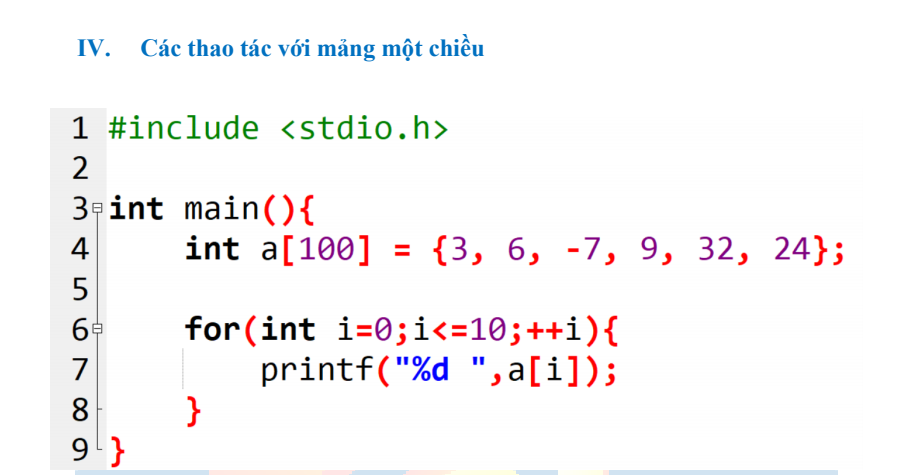 IV. Các thao tác với mảng một chiều
1 #include <stdio.h>
2
3 int main(){
4 int a[100] = {3, 6, -7, 9, 32, 24};
5
6 for(int i=0;i<=10;++i){
7 printf("%d ",a[i]);
8 }
9 }